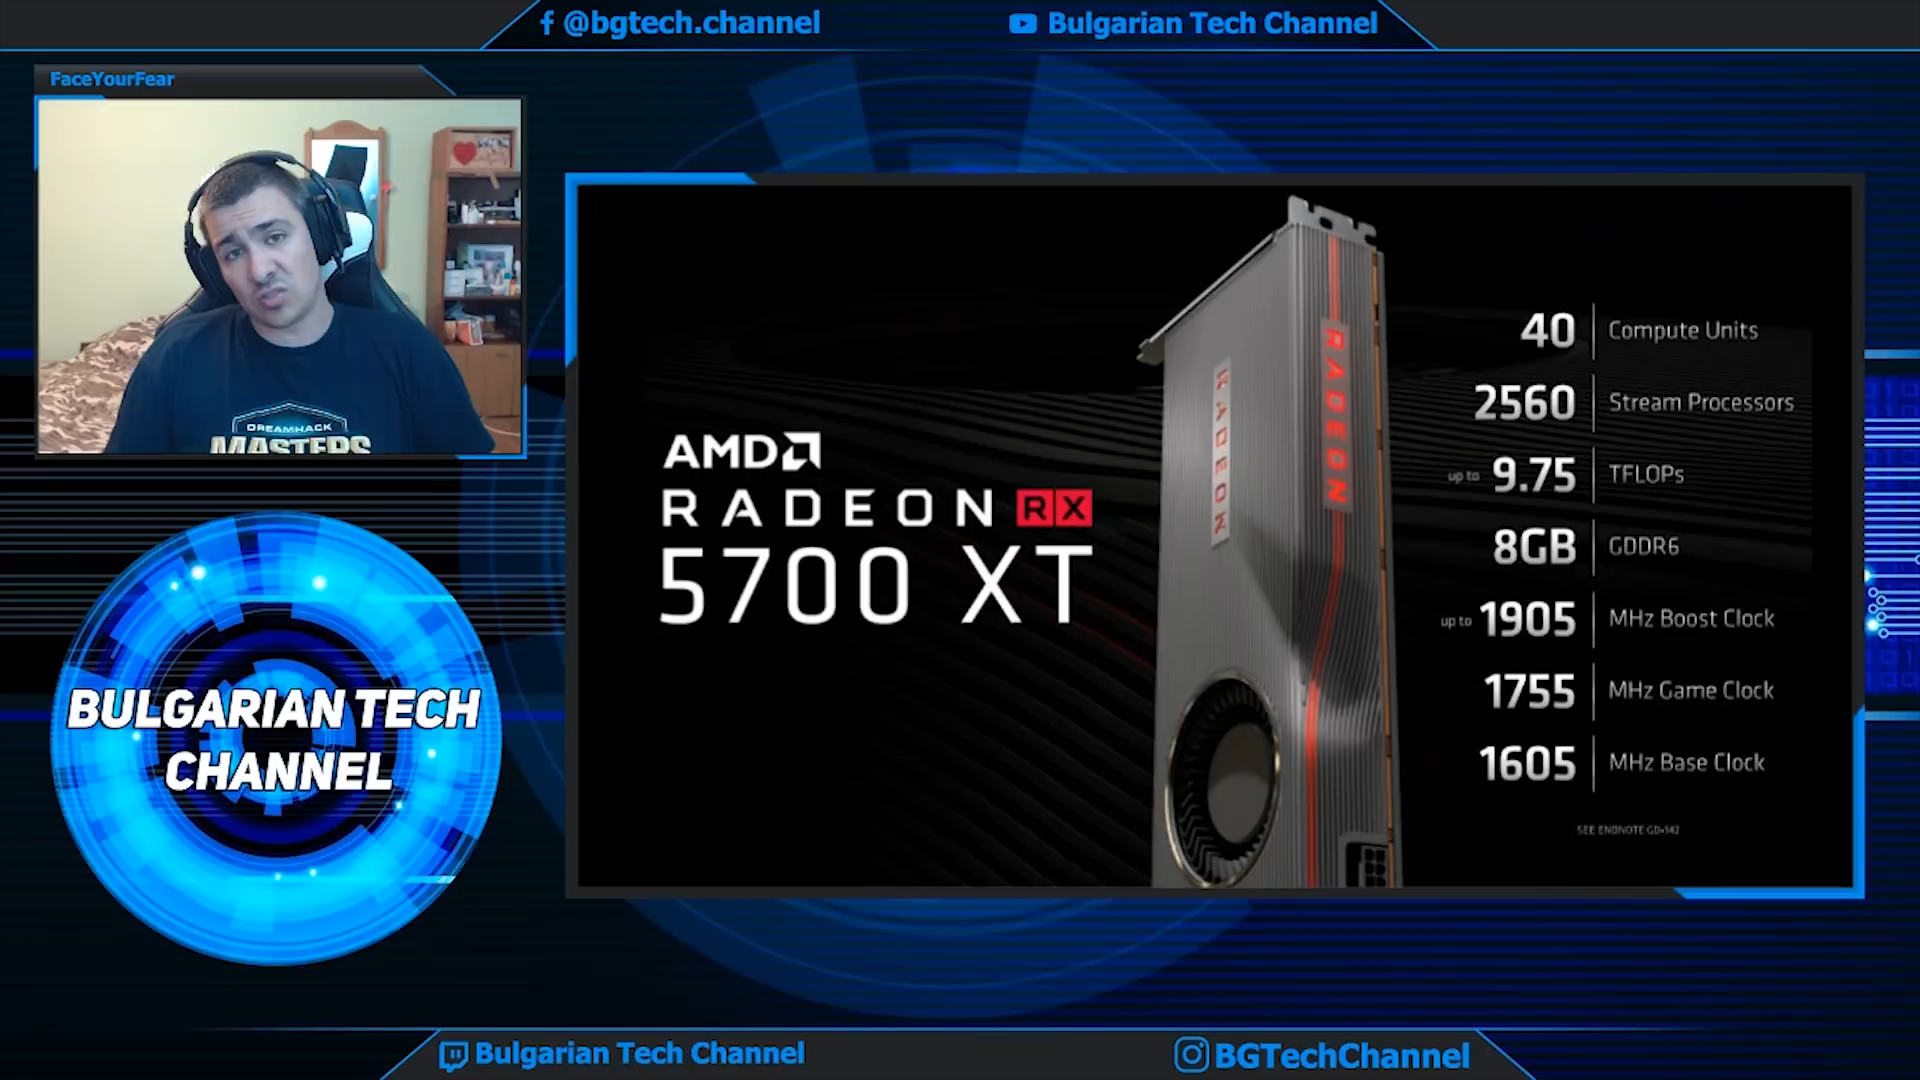 @bgtech.channel
Bulgarian Tech Channel
FaceYourFear
DREAMHACK
MASTERS
BULGARIAN TECH
CHANNEL
AMD
RADEON RX
5700 XT
RADEON
RADEON
40 Compute Units
2560 Stream Processors
up to 9.75 TFLOPs
8GB GDDR6
up to 1905 MHz Boost Clock
1755 MHz Game Clock
1605 MHz Base Clock
SEE ENDNOTE GD-142
Bulgarian Tech Channel
BGTechChannel